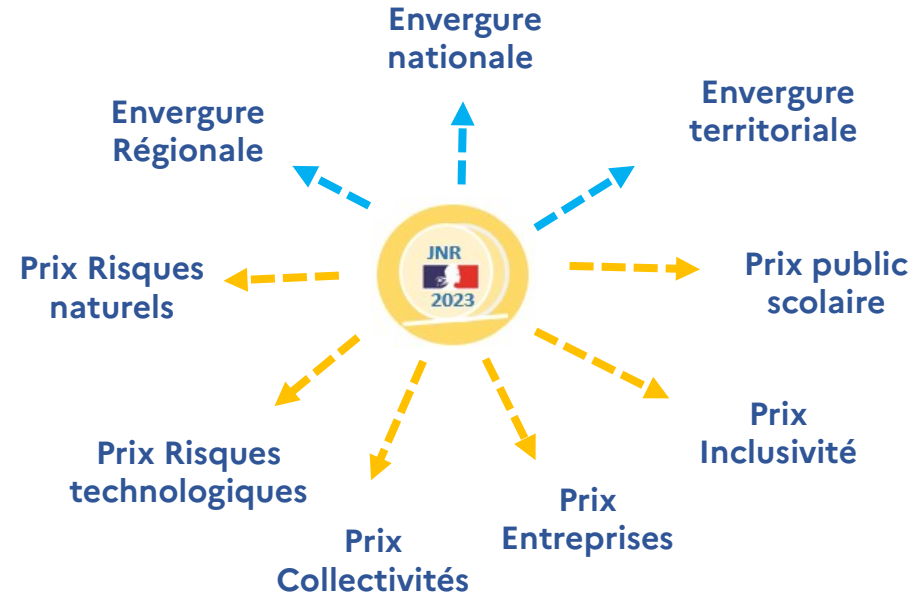 Envergure
nationale
Envergure
Régionale
Envergure
territoriale
JNR
2023
Prix Risques
naturels
Prix public
scolaire
Prix Risques
technologiques
Prix
Inclusivité
Prix
Collectivités
Prix
Entreprises